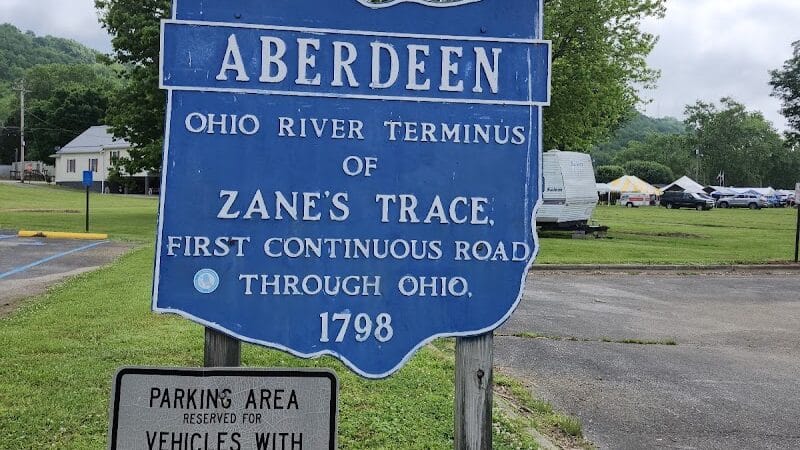 ABERDEEN
OHIO RIVER TERMINUS
OF
ZANE'S TRACE,
FIRST CONTINUOUS ROAD
THROUGH OHIO,
1798
PARKING AREA
RESERVED FOR
VEHICLES WITH